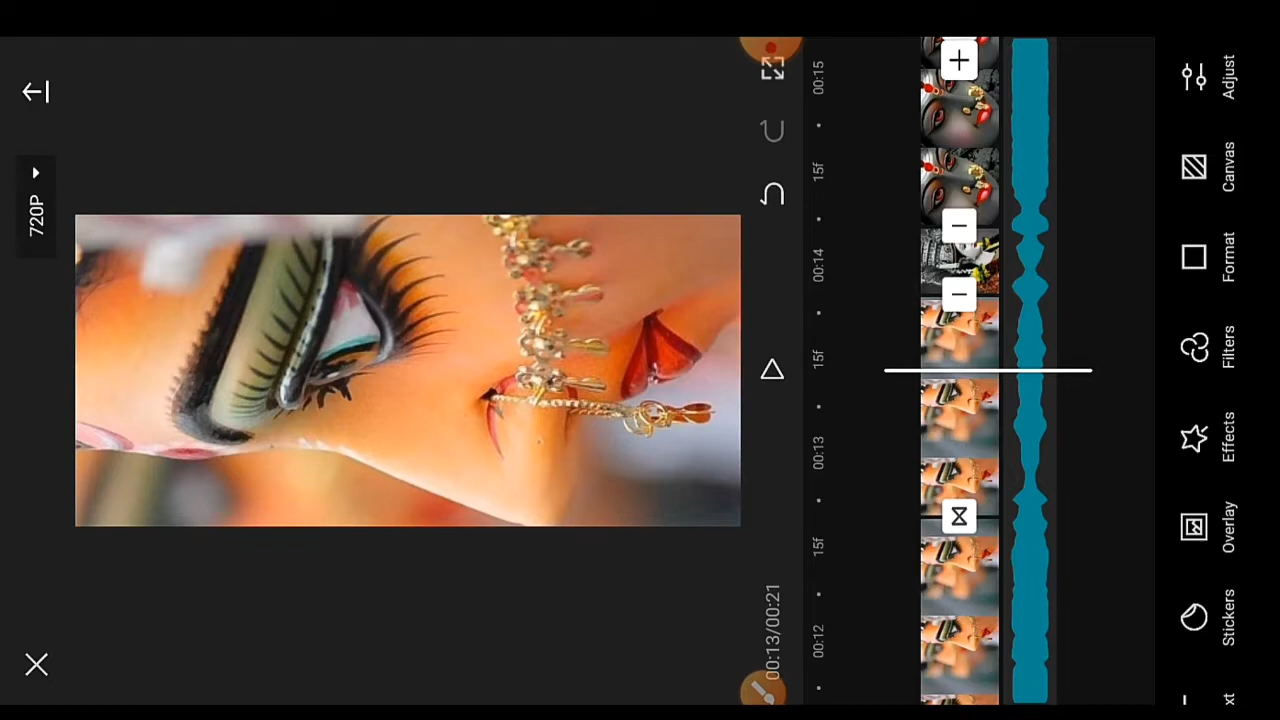 720P
00:13/00:21
00:12 15f 00:13 15f 00:14 15f 00:15
xt Stickers Overlay Effects Filters Format Canvas Adjust